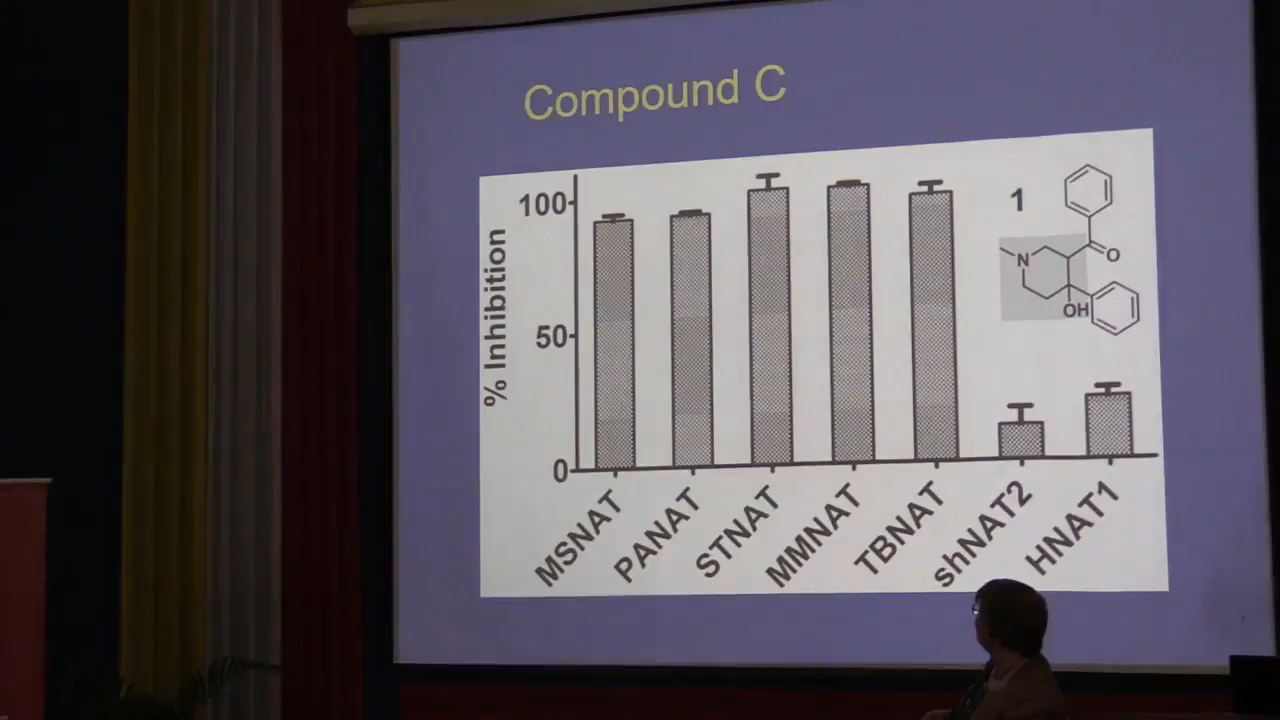 Compound C
% Inhibition
100
50
0
MSNAT
PANAT
STNAT
MMNAT
TBNAT
shNAT2
HNAT1
1
N
O
OH